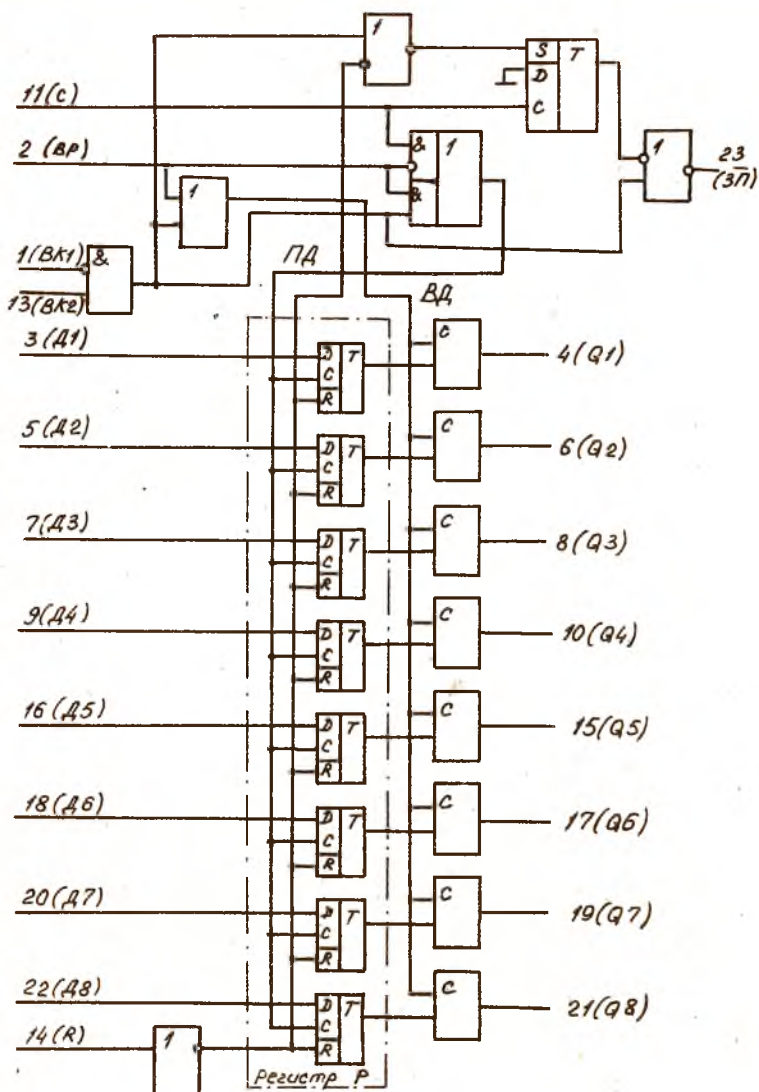 1
S T
D
C
11(С)
2 (ВР)
&
1
&
1
1
23
(ЗП)
1(ВК1)
&
13(ВК2)
ПД
ВД
3 (Д1)
D T
C
R
C
4(Q1)
5(Д2)
D T
C
R
C
6(Q2)
7(Д3)
D T
C
R
C
8(Q3)
9(Д4)
D T
C
R
C
10(Q4)
16(Д5)
D T
C
R
C
15(Q5)
18(Д6)
D T
C
R
C
17(Q6)
20(Д7)
D T
C
R
C
19(Q7)
22(Д8)
D T
C
R
C
21(Q8)
14(R)
1
Регистр Р